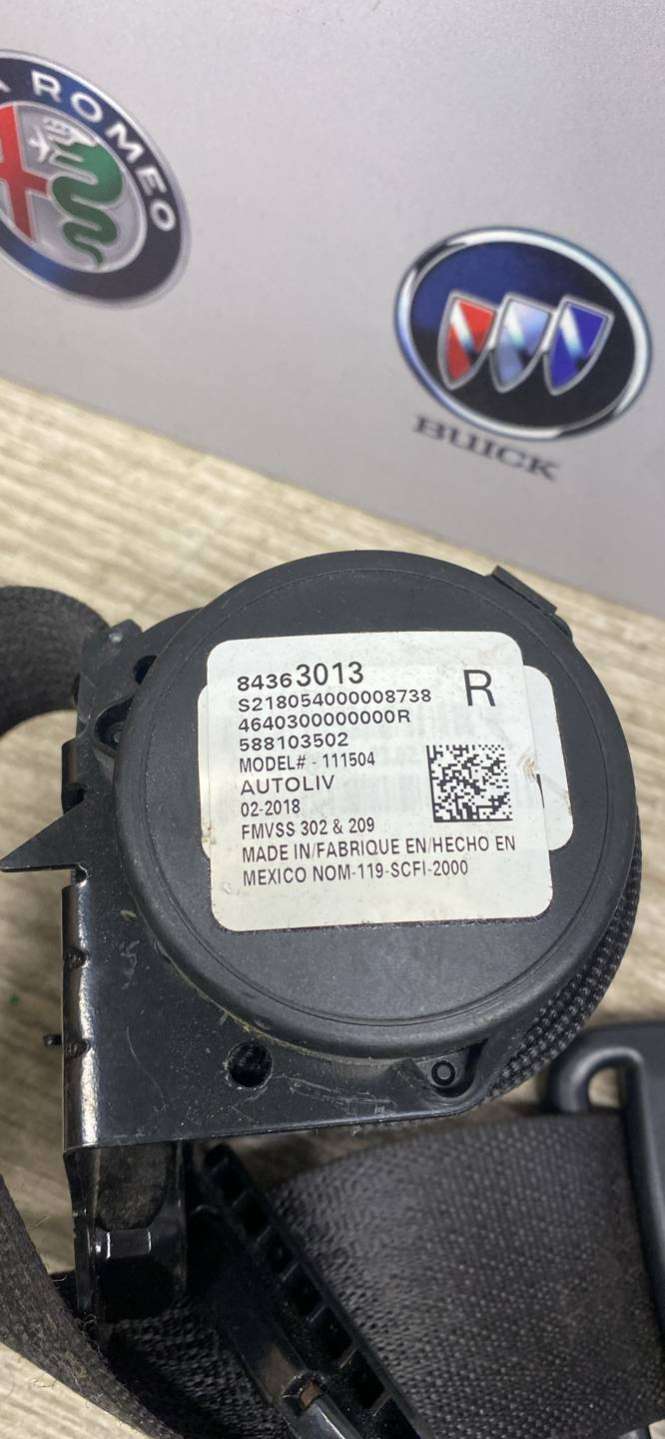 A ROMEO
BUICK
84363013
R
S218054000008738
4640300000000R
588103502
MODEL# - 111504
AUTOLIV
02-2018
FMVSS 302 & 209
MADE IN/FABRIQUE EN/HECHO EN
MEXICO NOM-119-SCFI-2000